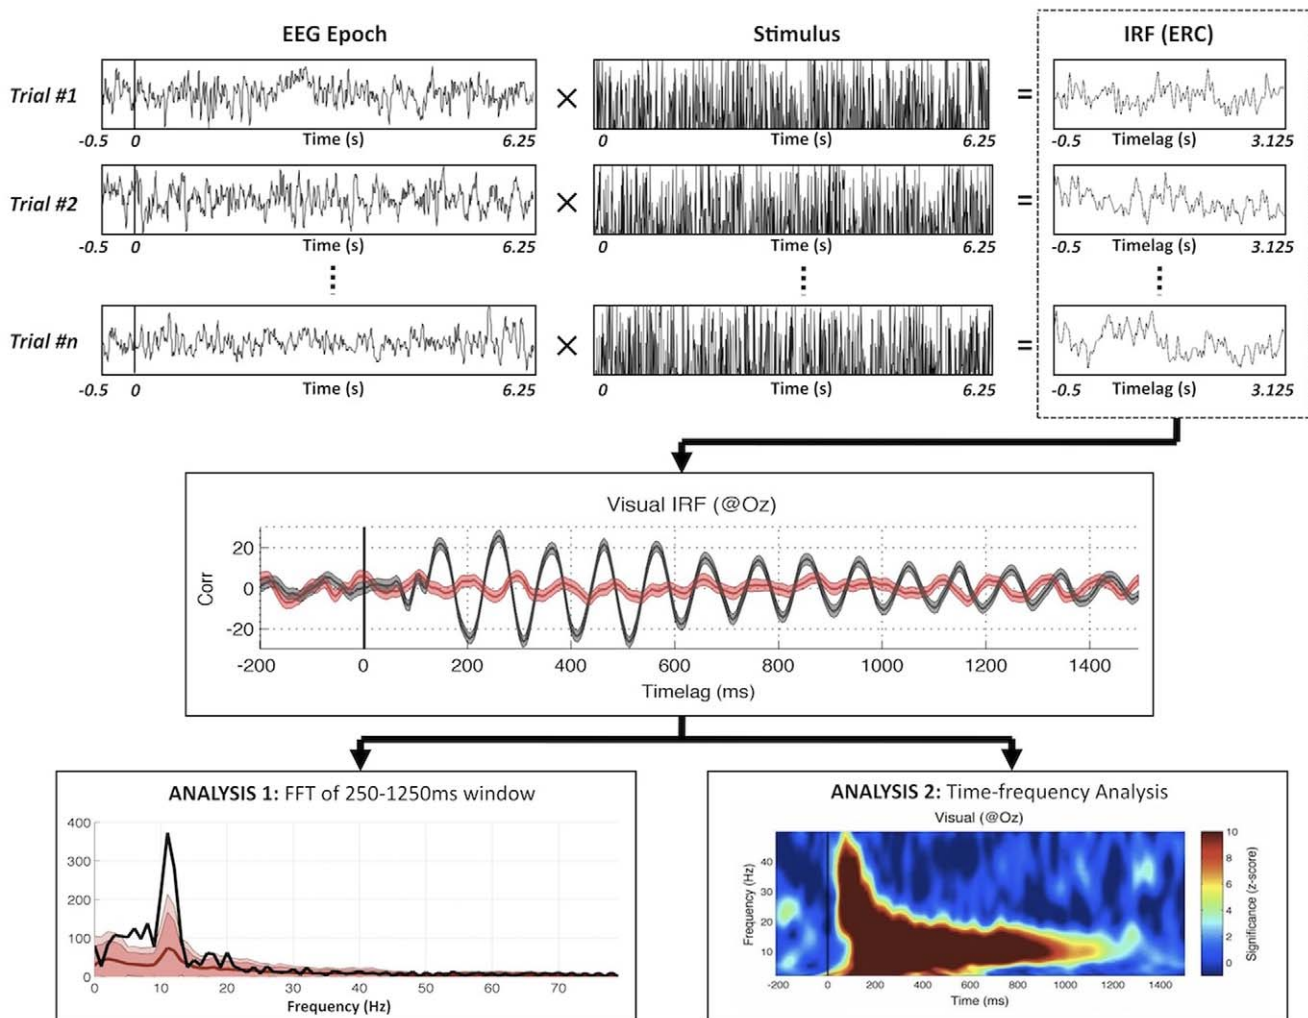 EEG Epoch Stimulus IRF (ERC)
Trial #1 × =
-0.5 0 Time (s) 6.25 0 Time (s) 6.25 -0.5 Timelag (s) 3.125
Trial #2 × =
-0.5 0 Time (s) 6.25 0 Time (s) 6.25 -0.5 Timelag (s) 3.125
Trial #n × =
-0.5 0 Time (s) 6.25 0 Time (s) 6.25 -0.5 Timelag (s) 3.125
Visual IRF (@Oz)
Corr
20
0
-20
-200 0 200 400 600 800 1000 1200 1400
Timelag (ms)
ANALYSIS 1: FFT of 250-1250ms window
400
300
200
100
0
0 10 20 30 40 50 60 70
Frequency (Hz)
ANALYSIS 2: Time-frequency Analysis
Visual (@Oz)
Frequency (Hz)
40
30
20
10
-200 0 200 400 600 800 1000 1200 1400
Time (ms)
10
8
6
4
2
0
Significance (z-score)